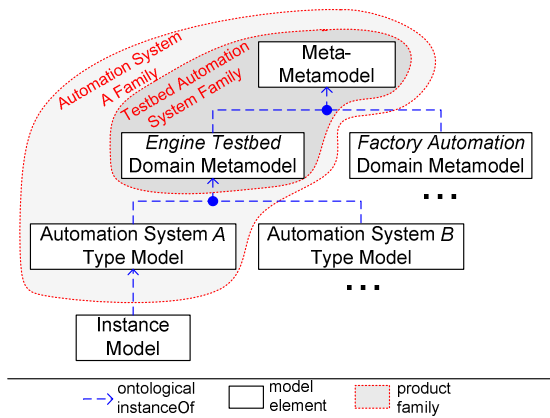 Automation System
A Family
Testbed Automation
System Family
Meta-
Metamodel
Engine Testbed
Domain Metamodel
Factory Automation
Domain Metamodel
...
Automation System A
Type Model
Automation System B
Type Model
...
Instance
Model
ontological
instanceOf
model
element
product
family